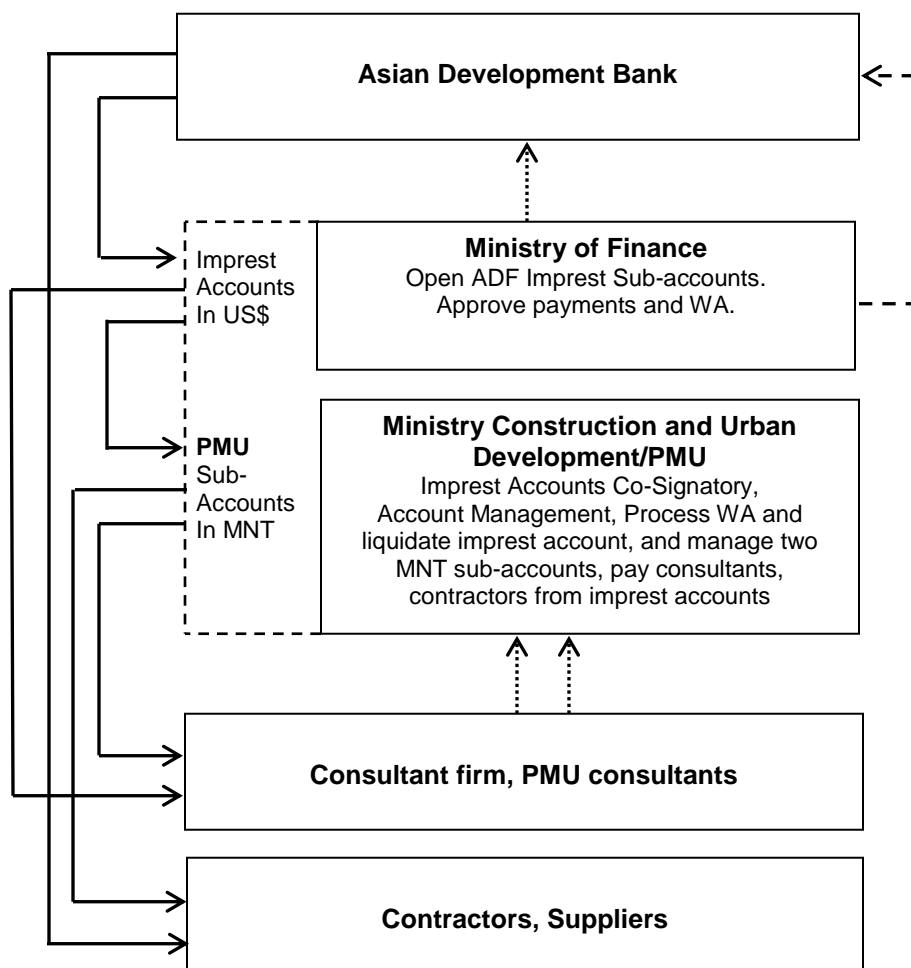 Asian Development Bank
Imprest
Accounts
In US$
Ministry of Finance
Open ADF Imprest Sub-accounts.
Approve payments and WA.
PMU
Sub-
Accounts
In MNT
Ministry Construction and Urban
Development/PMU
Imprest Accounts Co-Signatory,
Account Management, Process WA and
liquidate imprest account, and manage two
MNT sub-accounts, pay consultants,
contractors from imprest accounts
Consultant firm, PMU consultants
Contractors, Suppliers